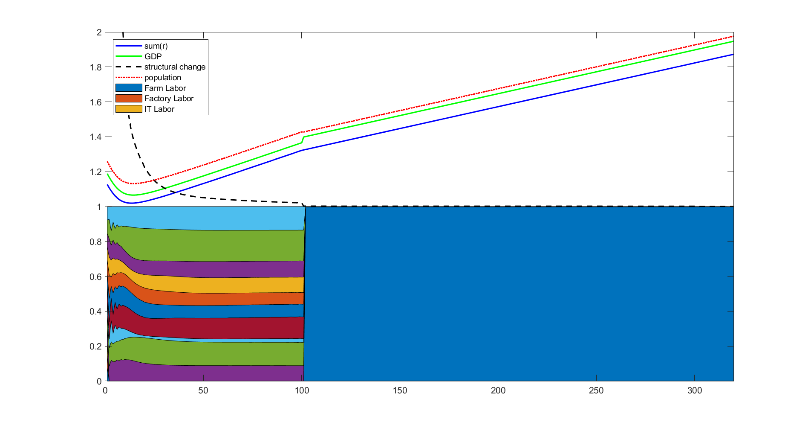 2
sum(r)
GDP
structural change
population
Farm Labor
Factory Labor
IT Labor
1.8
1.6
1.4
1.2
1
0.8
0.6
0.4
0.2
0
0 50 100 150 200 250 300